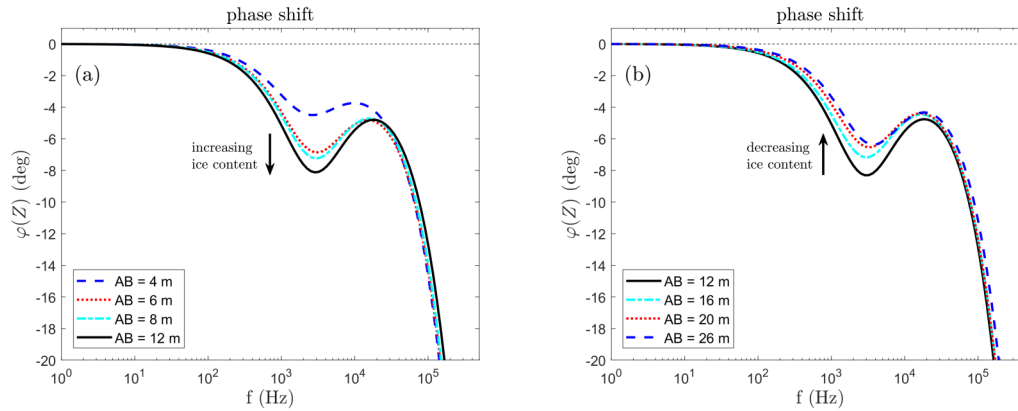 phase shift
(a)
0
-2
-4
-6
-8
-10
-12
-14
-16
-18
-20
φ(Z) (deg)
increasing
ice content
AB = 4 m
AB = 6 m
AB = 8 m
AB = 12 m
10^0 10^1 10^2 10^3 10^4 10^5
f (Hz)
phase shift
(b)
0
-2
-4
-6
-8
-10
-12
-14
-16
-18
-20
φ(Z) (deg)
decreasing
ice content
AB = 12 m
AB = 16 m
AB = 20 m
AB = 26 m
10^0 10^1 10^2 10^3 10^4 10^5
f (Hz)